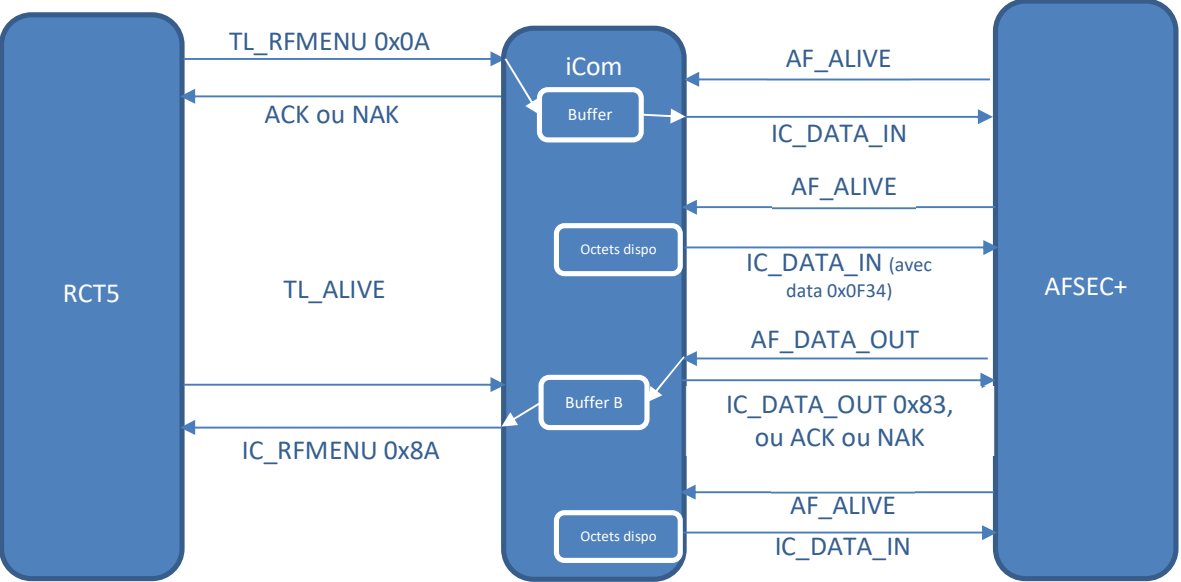 TL_RFMENU 0x0A
ACK ou NAK
iCom
Buffer
AF_ALIVE
IC_DATA_IN
AF_ALIVE
Octets dispo
IC_DATA_IN (avec
data 0x0F34)
RCT5
TL_ALIVE
AFSEC+
AF_DATA_OUT
Buffer B
IC_DATA_OUT 0x83,
ou ACK ou NAK
IC_RFMENU 0x8A
AF_ALIVE
Octets dispo
IC_DATA_IN